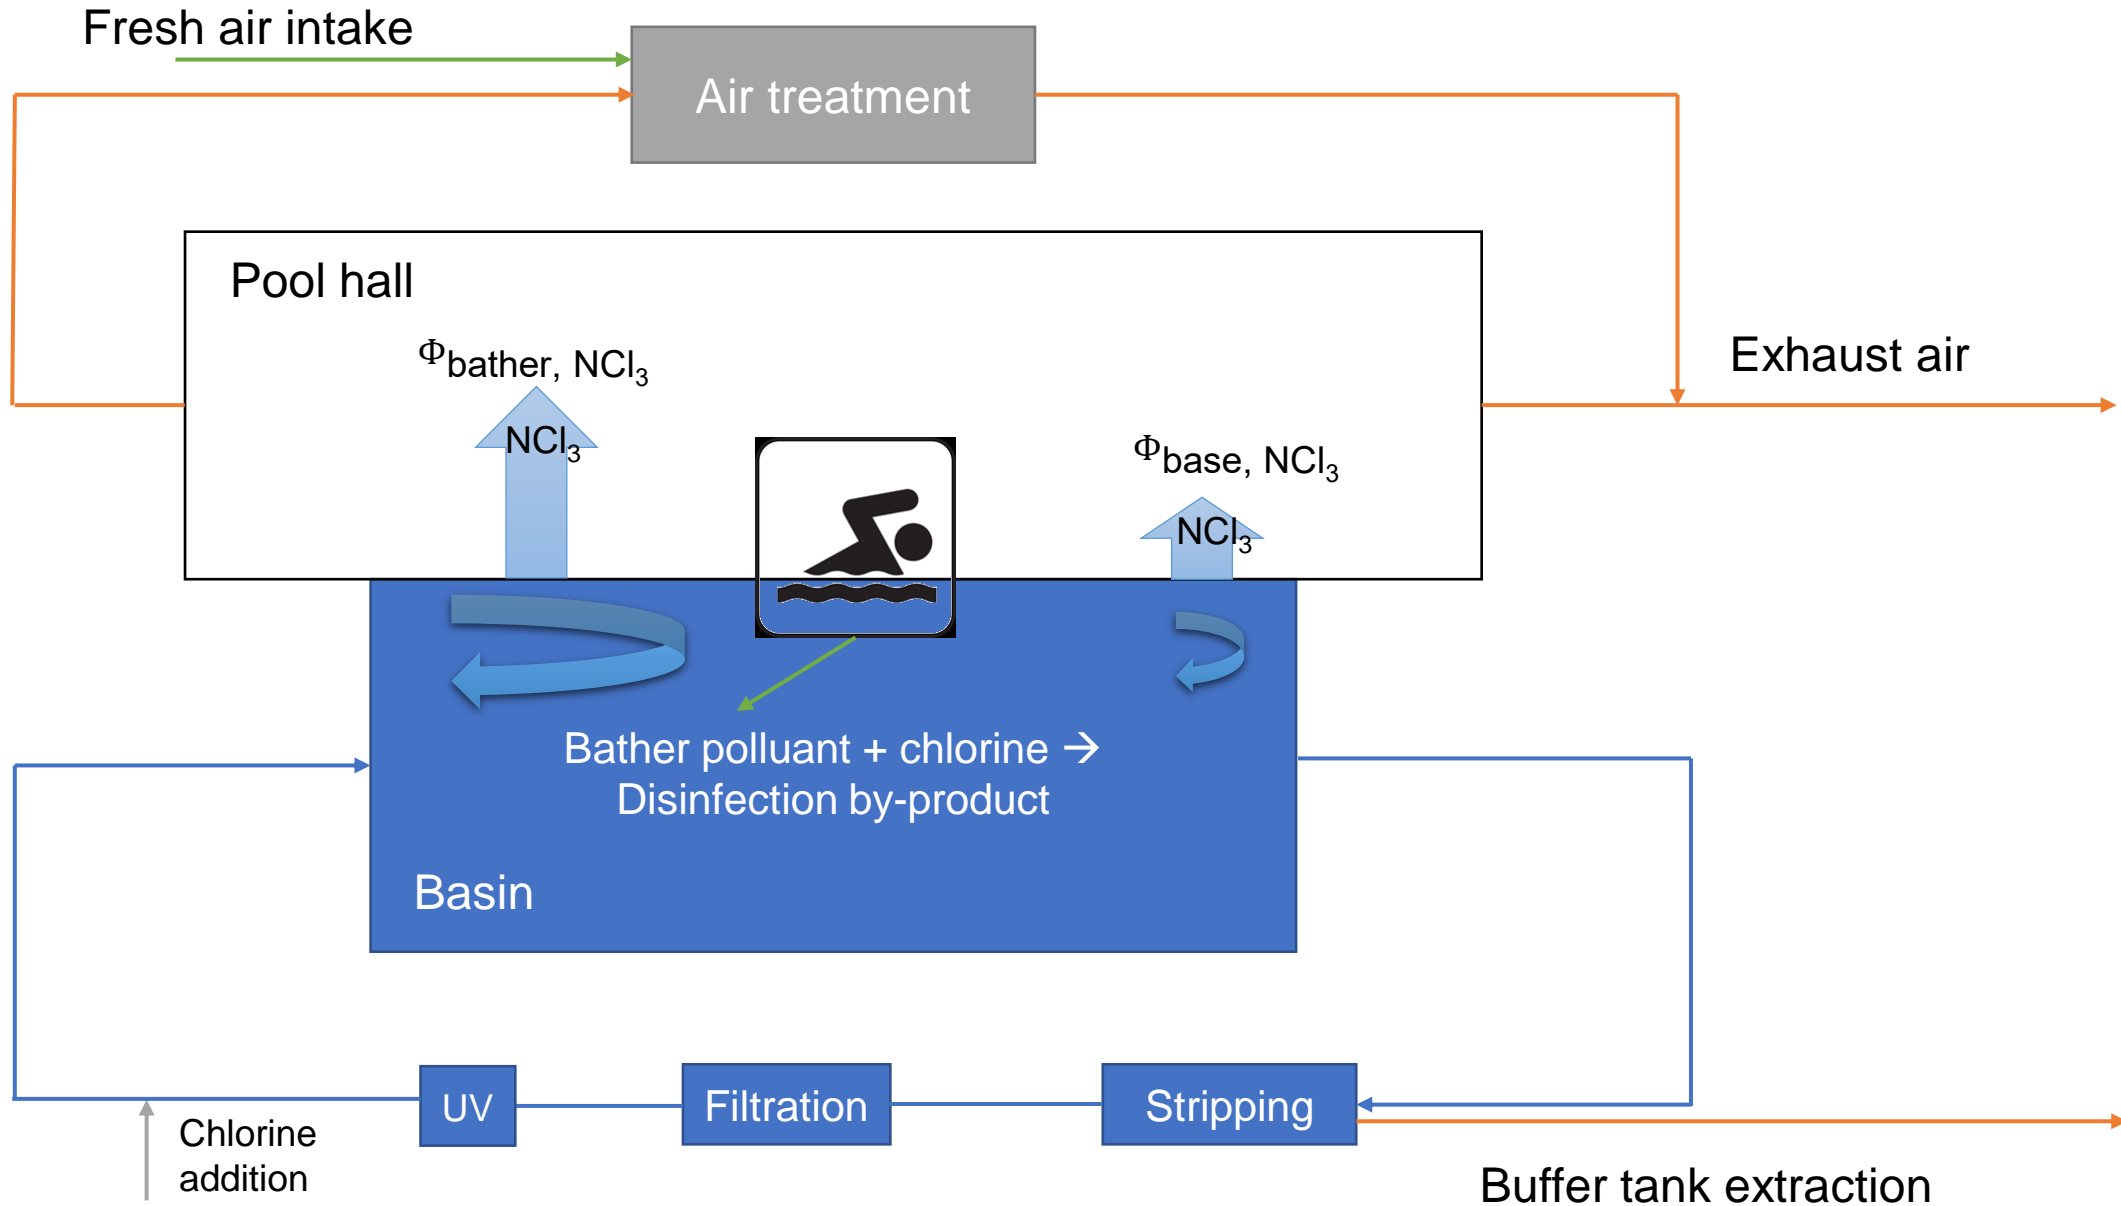 Fresh air intake
Air treatment
Pool hall
Φbather, NCl₃
NCl₃
Φbase, NCl₃
NCl₃
Exhaust air
Bather polluant + chlorine →
Disinfection by-product
Basin
UV
Filtration
Stripping
Chlorine
addition
Buffer tank extraction